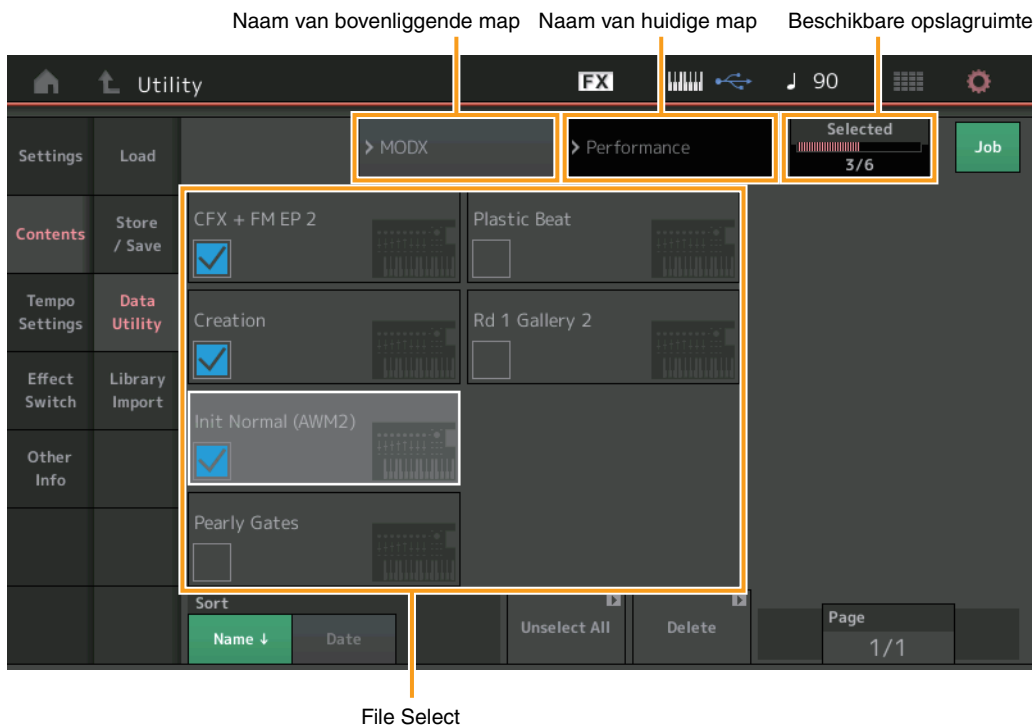 Naam van bovenliggende map Naam van huidige map Beschikbare opslagruimte
Utility FX 90
Settings
Load
> MODX
> Performance
Selected
3/6
Job
Contents
Store
/ Save
CFX + FM EP 2
Plastic Beat
Tempo
Settings
Data
Utility
Creation
Rd 1 Gallery 2
Effect
Switch
Library
Import
Init Normal (AWM2)
Other
Info
Pearly Gates
Sort
Name ↓
Date
Unselect All
Delete
Page
1/1
File Select